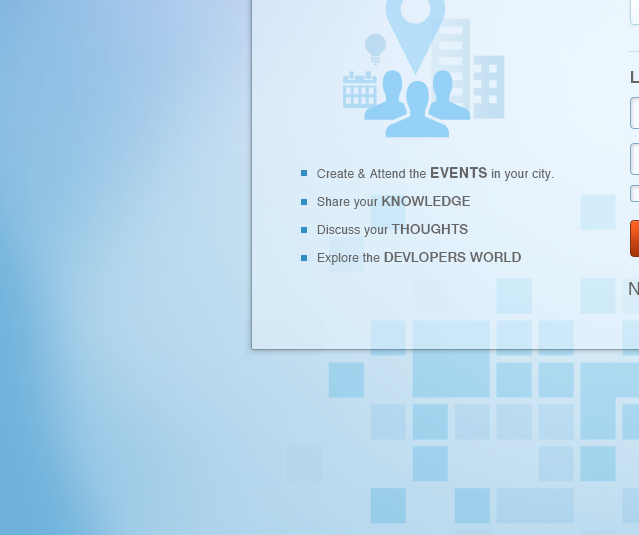 L
Create & Attend the EVENTS in your city.
Share your KNOWLEDGE
Discuss your THOUGHTS
Explore the DEVLOPERS WORLD
N